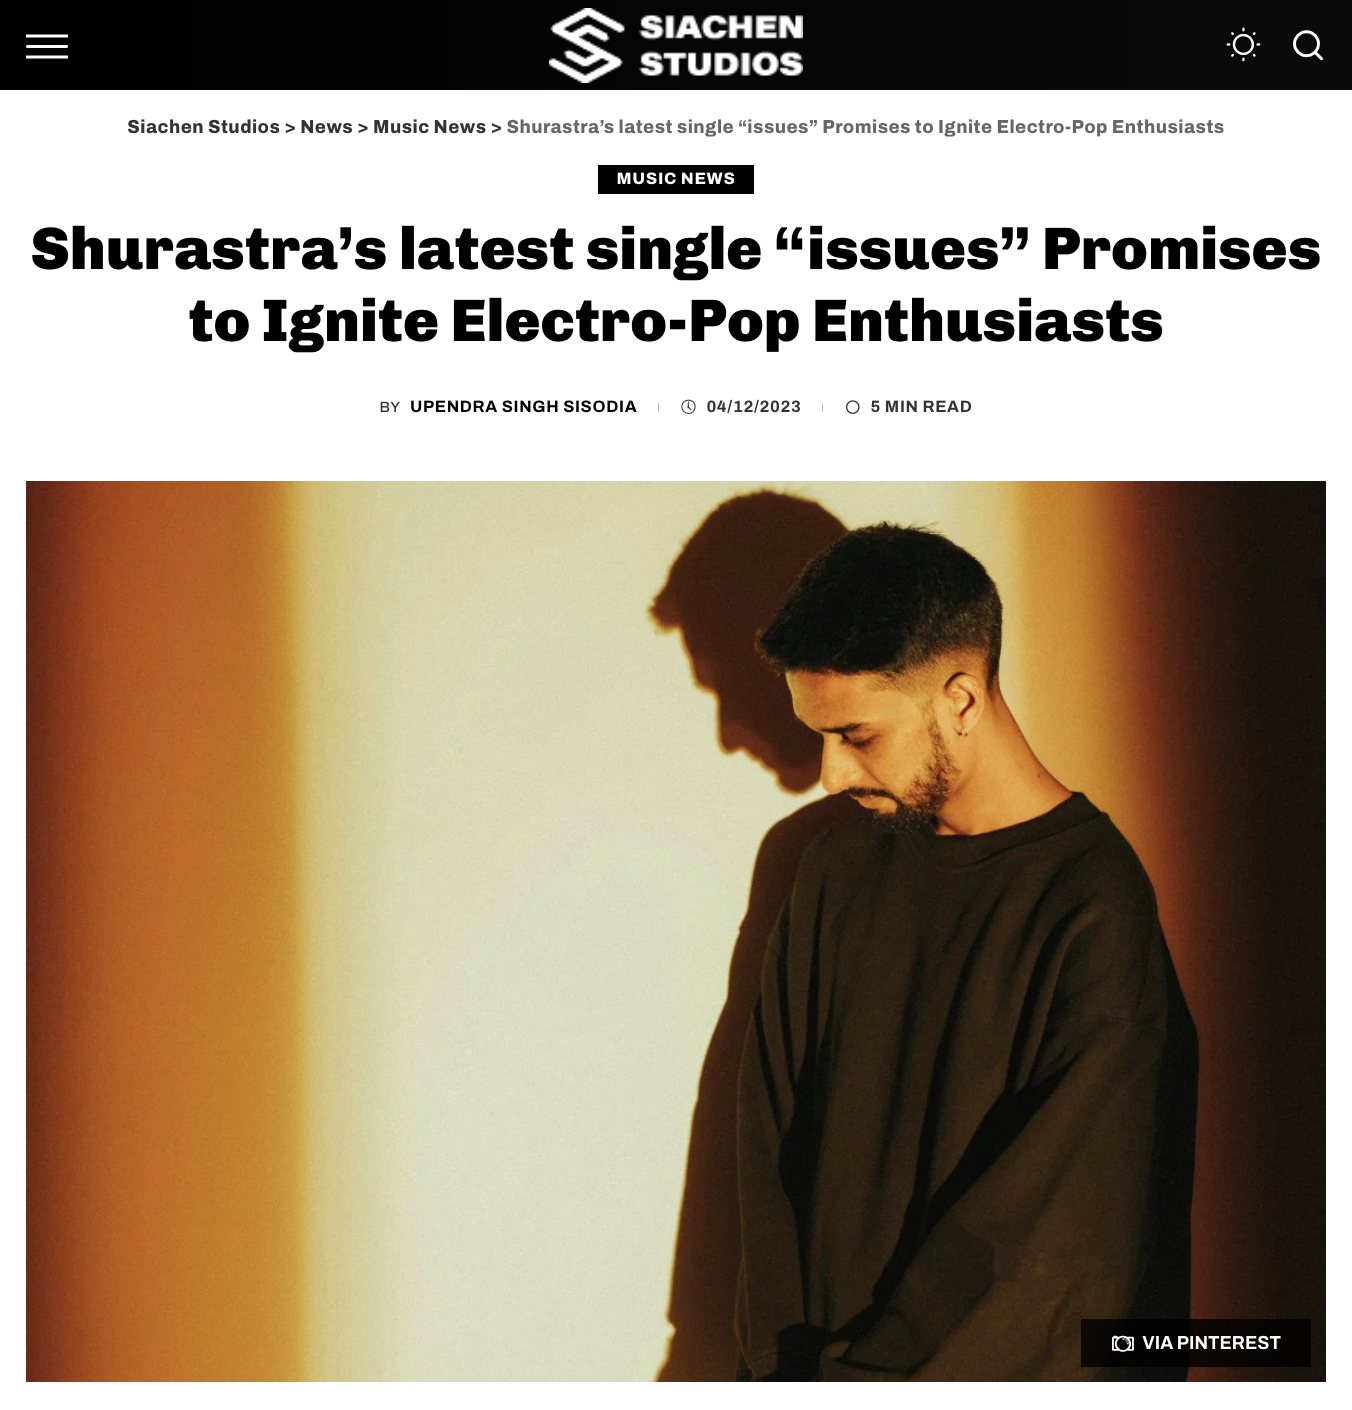 SIACHEN
STUDIOS
Siachen Studios > News > Music News > Shurastra’s latest single “issues” Promises to Ignite Electro-Pop Enthusiasts
MUSIC NEWS
Shurastra’s latest single “issues” Promises
to Ignite Electro-Pop Enthusiasts
BY UPENDRA SINGH SISODIA 04/12/2023 5 MIN READ
VIA PINTEREST